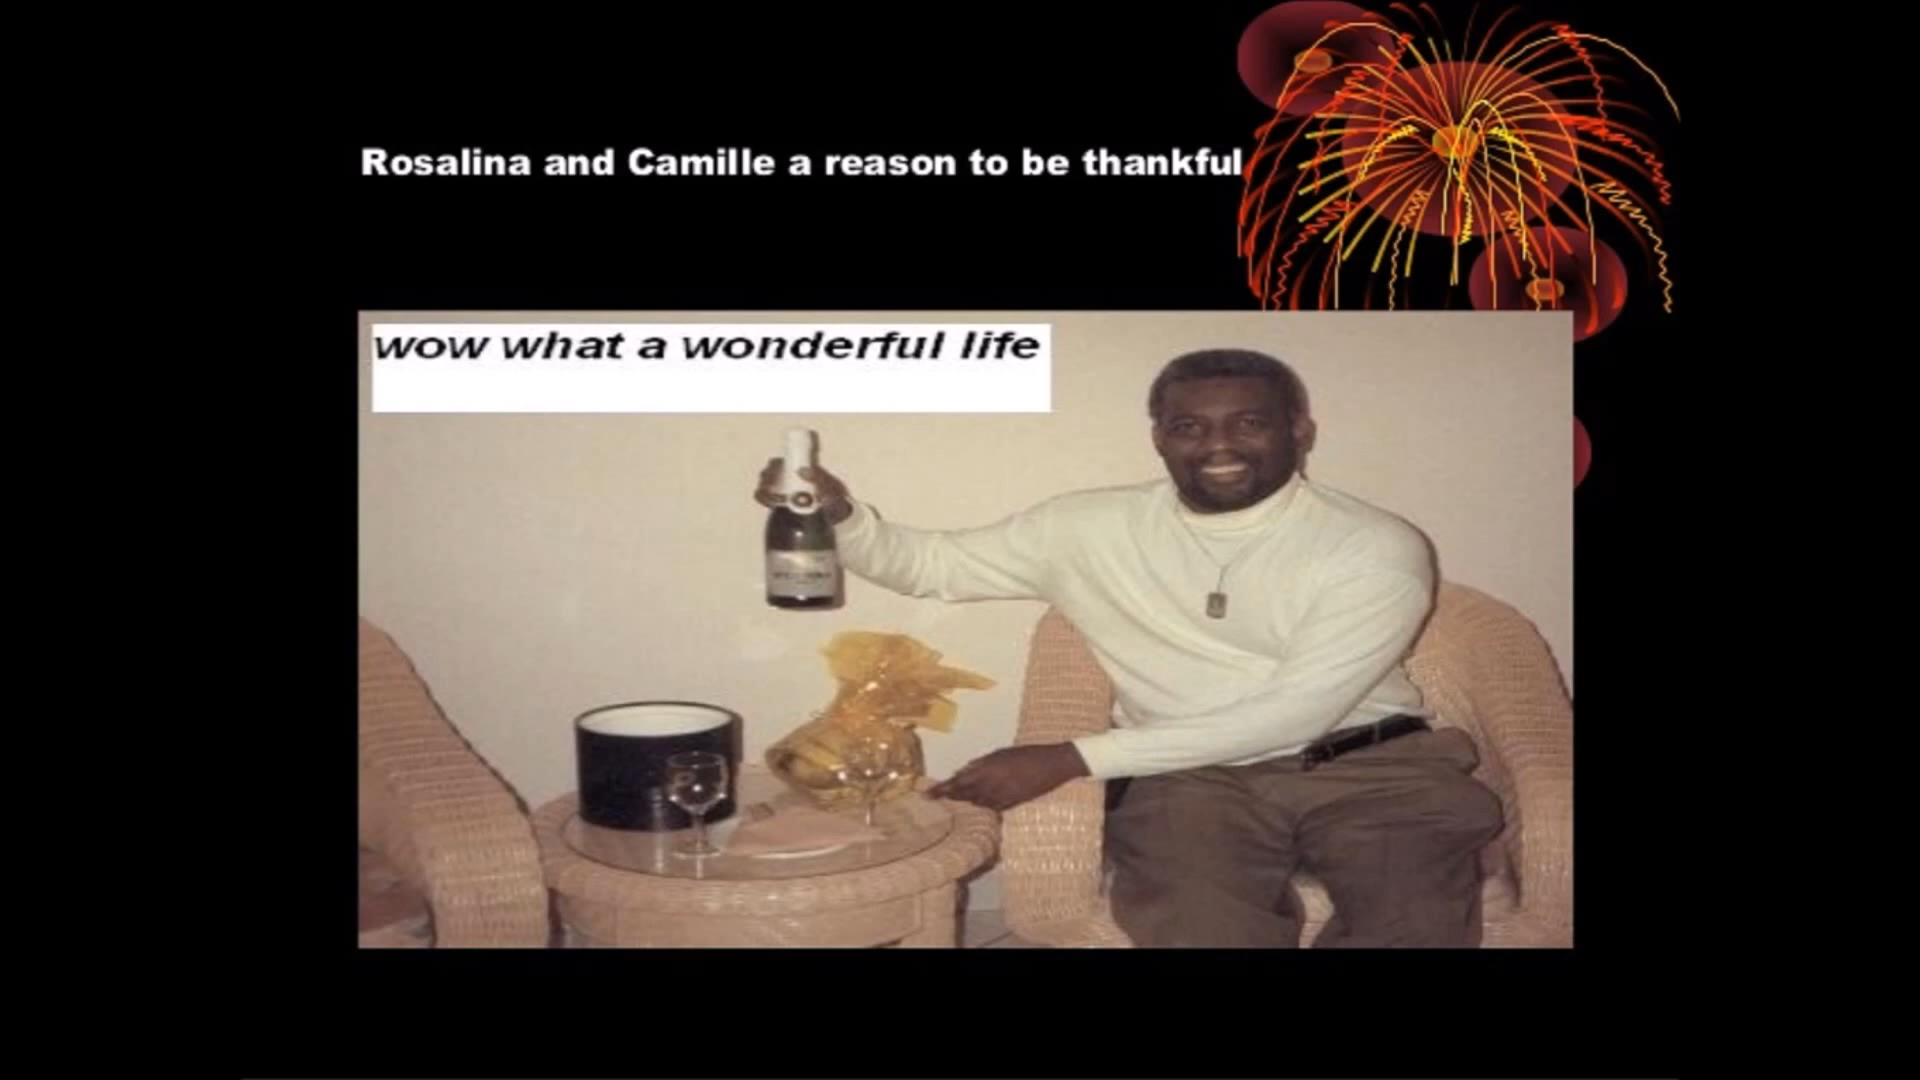 Rosalina and Camille a reason to be thankful
wow what a wonderful life